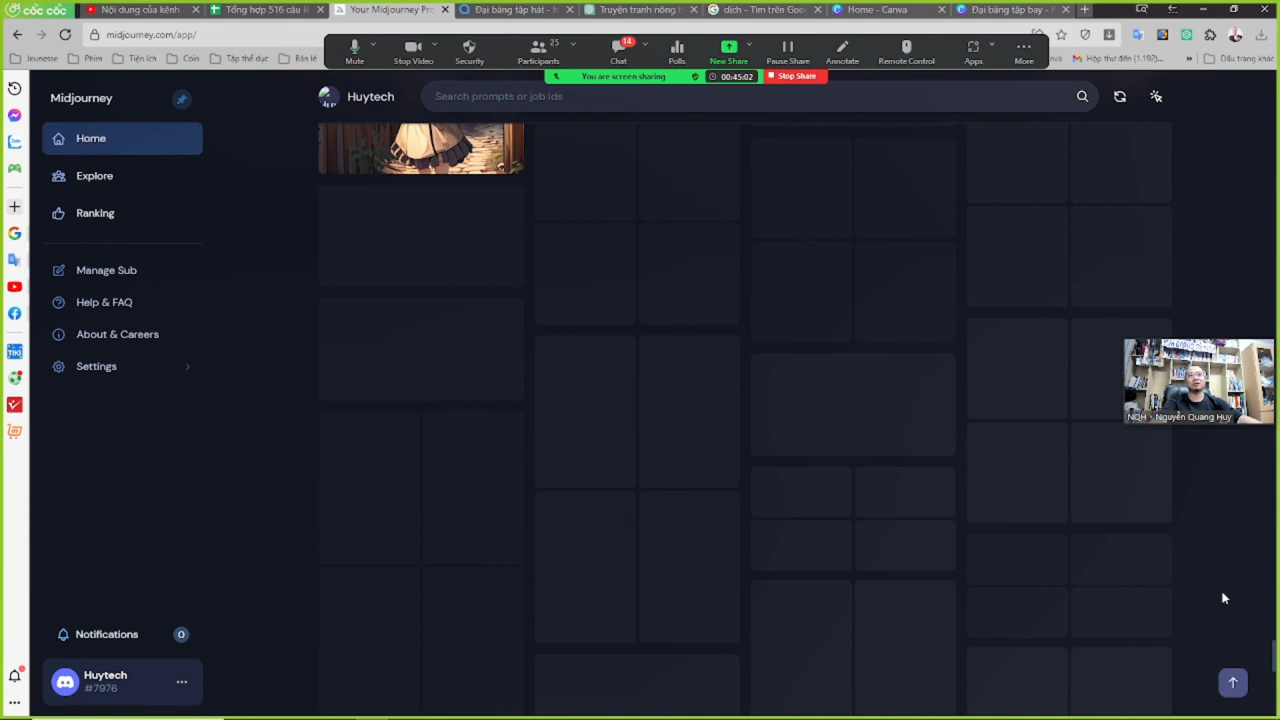 cốc cốc
Nội dung của kênh
Tổng hợp 516 câu
Your Midjourney Pro
Đại bàng tập hát - h
Truyện tranh nông t
dịch - Tìm trên Goo
Home - Canva
Đại bàng tập bay - F
midjourney.com/app/
Jeunesse
Phim
Tiện ích
Coin
Tập thể dục
Bán lẻ
Hộp thư đến (1.192)...
Dấu trang khác
Mute
Stop Video
Security
25
Participants
14
Chat
Polls
New Share
Pause Share
Annotate
Remote Control
Apps
More
You are screen sharing
00:45:02
Stop Share
Midjourney
Huytech
Search prompts or job ids
Home
Explore
Ranking
Manage Sub
Help & FAQ
About & Careers
Settings
TIKI
NQH - Nguyễn Quang Huy
Notifications
0
Huytech
#7976